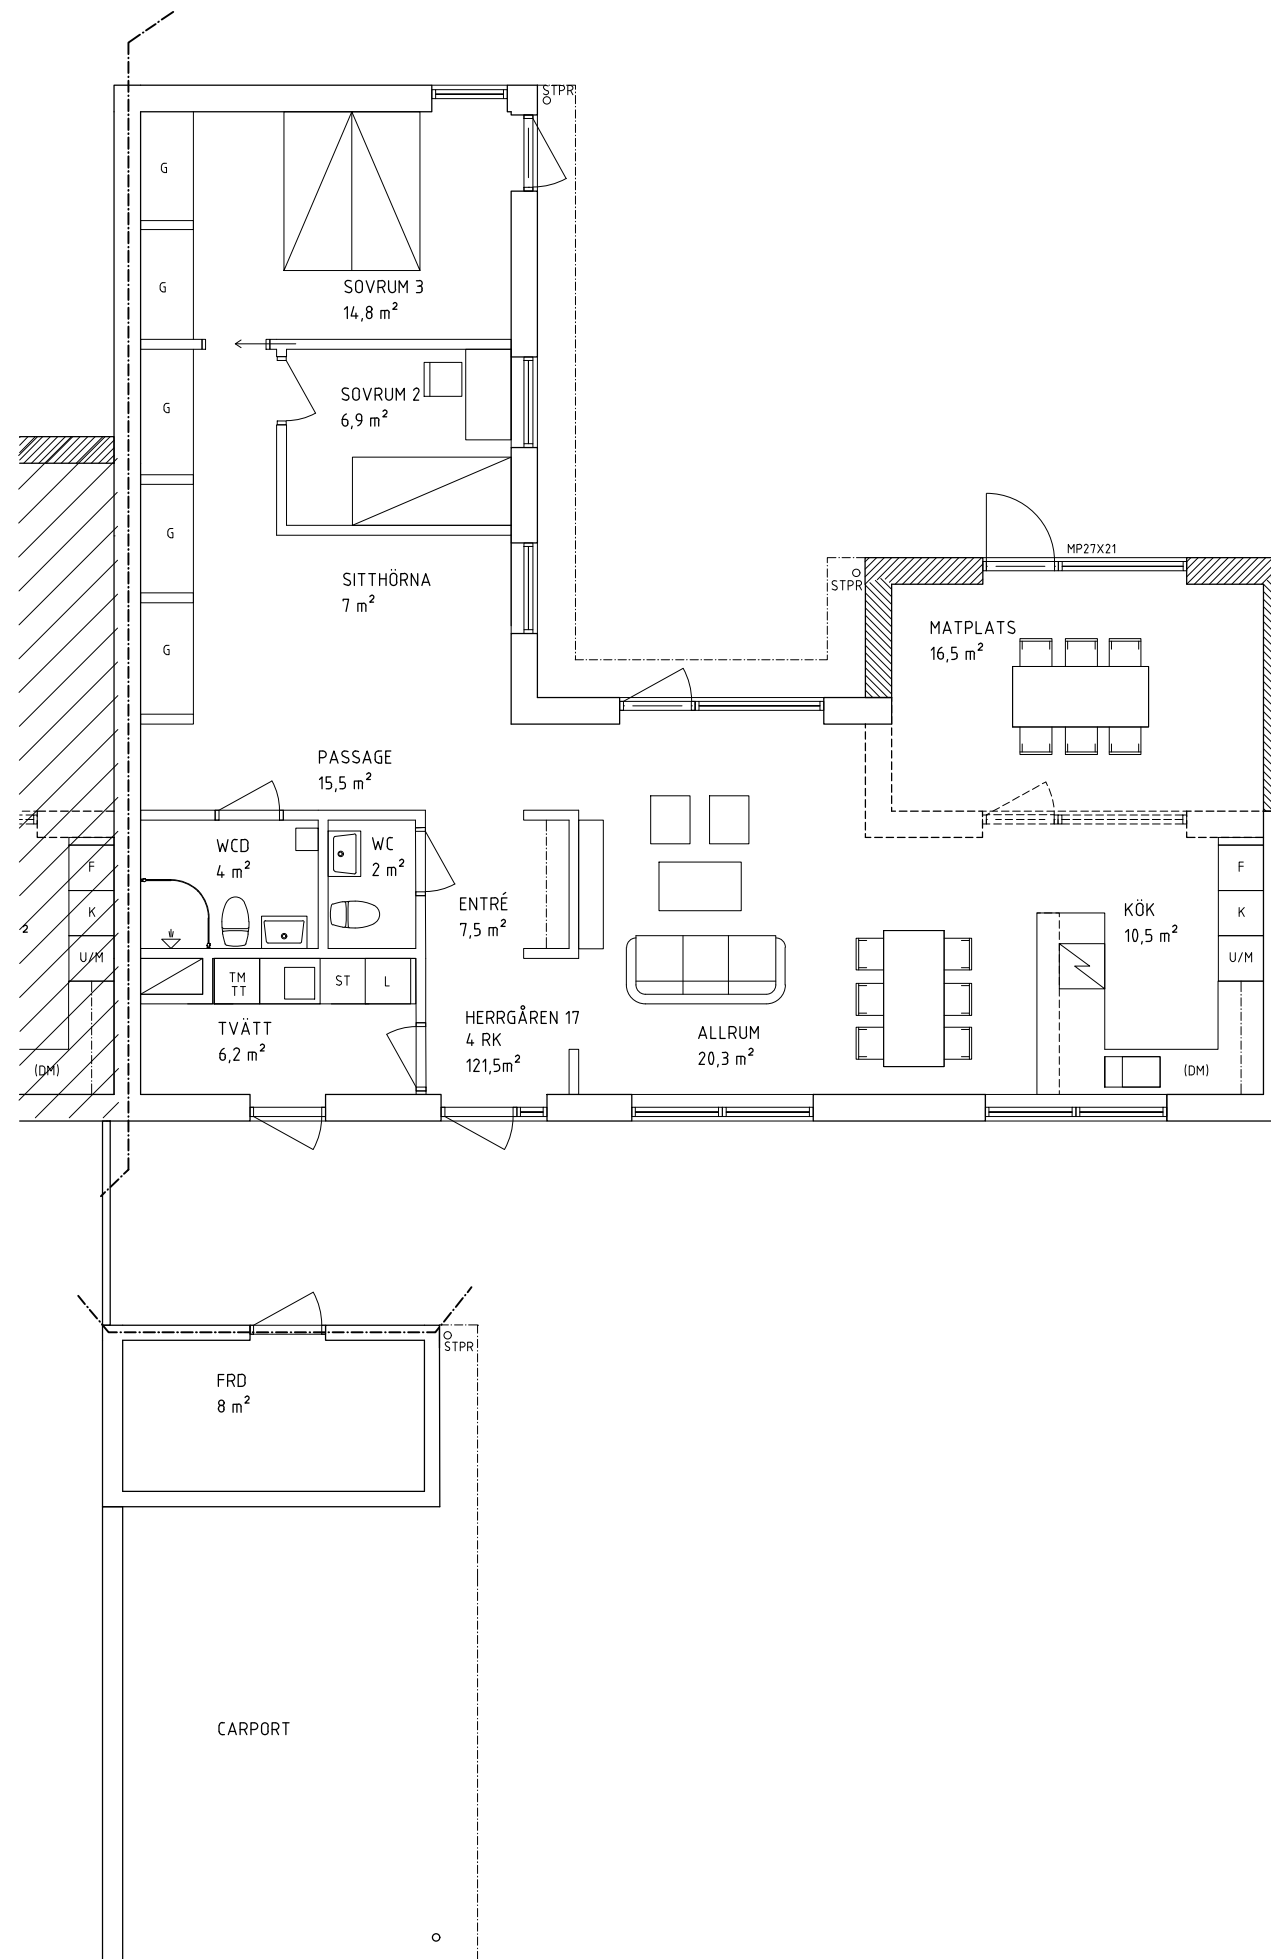 STPR
G
G
SOVRUM 3
14,8 m²
SOVRUM 2
6,9 m²
G
G
SITTHÖRNA
7 m²
G
MP27X21
STPR
MATPLATS
16,5 m²
PASSAGE
15,5 m²
WCD
4 m²
WC
2 m²
ENTRÉ
7,5 m²
KÖK
10,5 m²
F
K
U/M
F
K
U/M
2
TM
TT
ST
L
TVÄTT
6,2 m²
HERRGÅREN 17
4 RK
121,5m²
ALLRUM
20,3 m²
(DM)
(DM)
STPR
FRD
8 m²
CARPORT